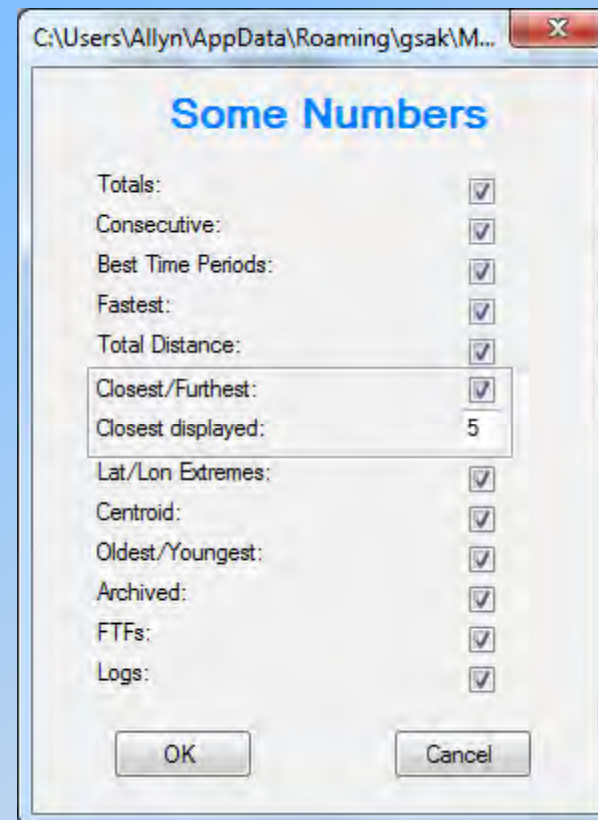 C:\Users\Allyn\AppData\Roaming\gsak\M...
Some Numbers
Totals:
Consecutive:
Best Time Periods:
Fastest:
Total Distance:
Closest/Furthest:
Closest displayed: 5
Lat/Lon Extremes:
Centroid:
Oldest/Youngest:
Archived:
FTFs:
Logs:
OK Cancel